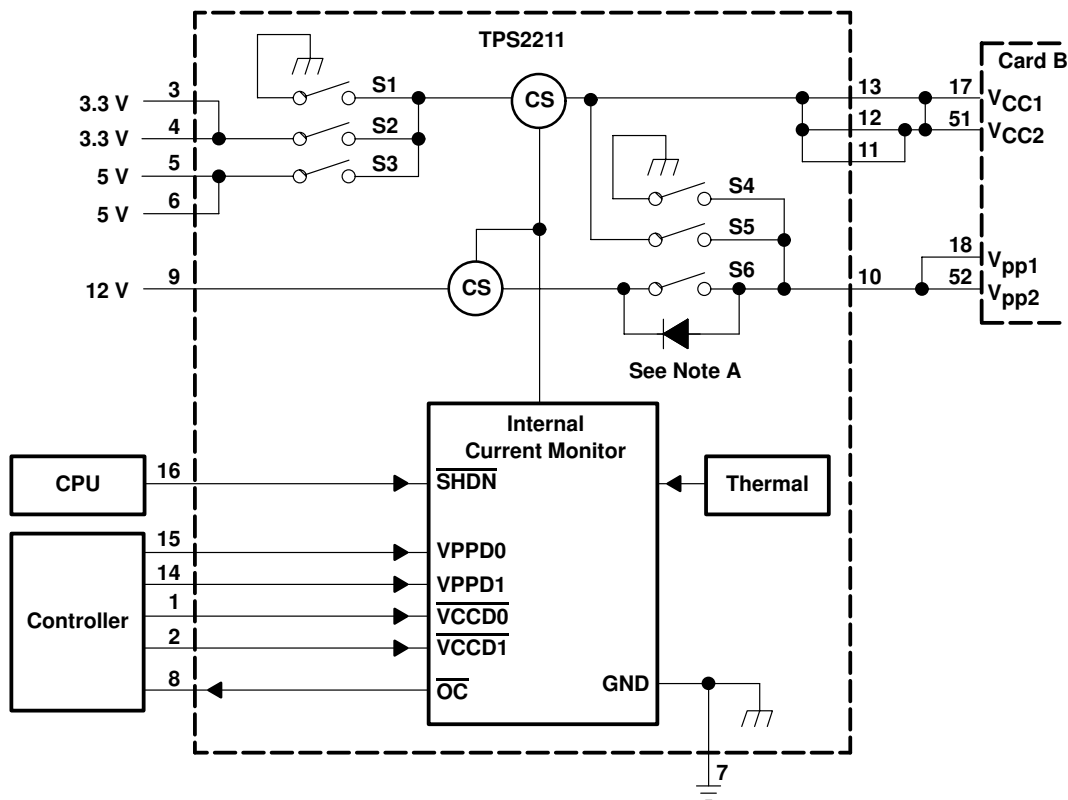 TPS2211
Card B
3
3.3 V
4
3.3 V
5
5 V
6
5 V
S1
S2
S3
CS
13
17
VCC1
12
51
VCC2
11
S4
S5
S6
9
12 V
CS
10
18
Vpp1
52
Vpp2
See Note A
Internal
Current Monitor
CPU
16
SHDN
Thermal
Controller
15
VPPD0
14
VPPD1
1
VCCD0
2
VCCD1
8
OC
GND
7